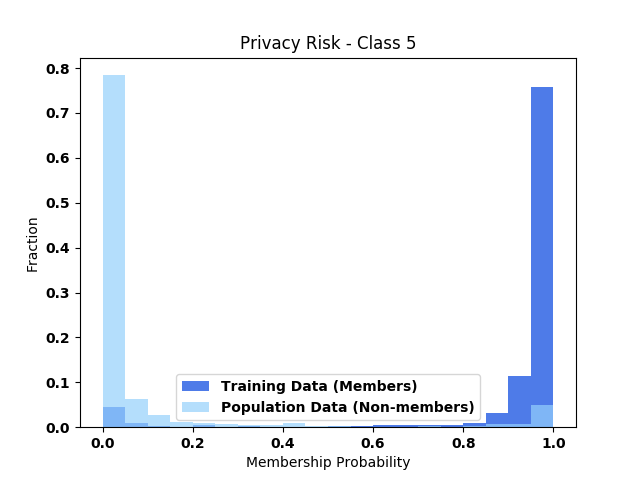 Privacy Risk - Class 5
Fraction
0.8
0.7
0.6
0.5
0.4
0.3
0.2
0.1
0.0
Training Data (Members)
Population Data (Non-members)
0.0 0.2 0.4 0.6 0.8 1.0
Membership Probability